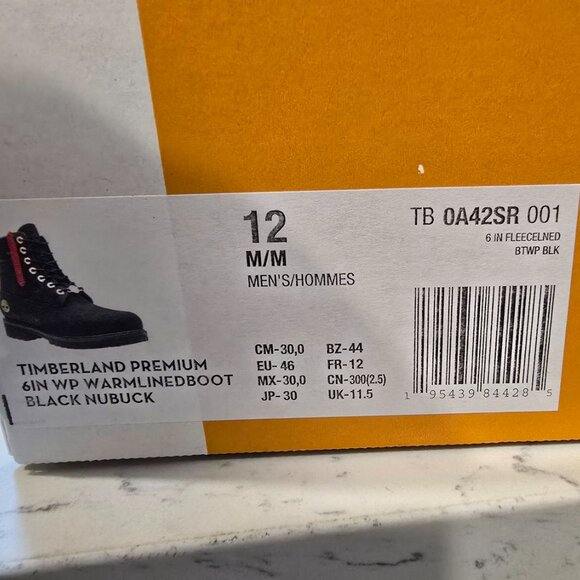 12
M/M
MEN'S/HOMMES
TB 0A42SR 001
6 IN FLEECELNED
BTWP BLK
TIMBERLAND PREMIUM
6IN WP WARMLINEDBOOT
BLACK NUBUCK
CM-30,0 BZ-44
EU- 46 FR-12
MX-30,0 CN-300(2.5)
JP- 30 UK-11.5
1 95439 84428 5